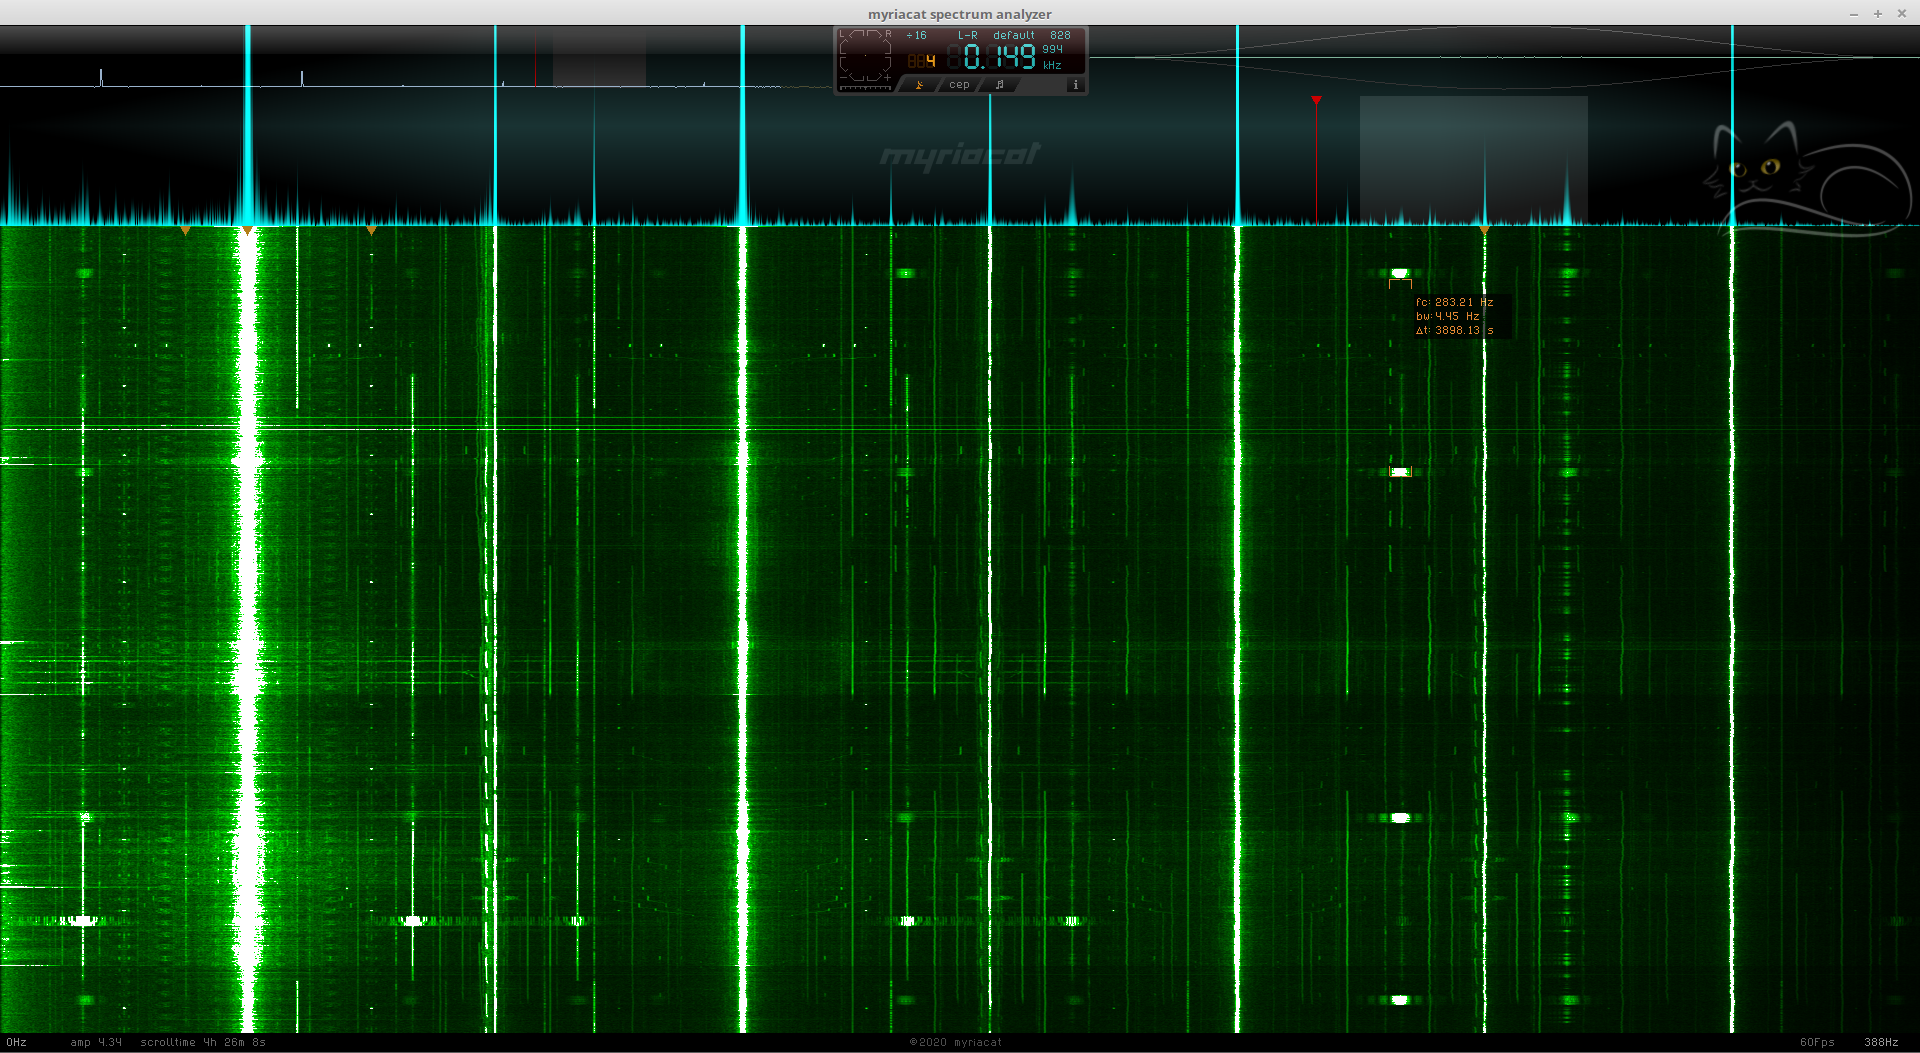 myriacat spectrum analyzer
L R ÷16 L-R default 828
4 0.149 994 kHz
cep i
myriacat
fc: 283.21 Hz
bw: 4.45 Hz
Δt: 3898.13 s
0Hz amp 4.34 scrolltime 4h 26m 8s ©2020 myriacat 60Fps 388Hz